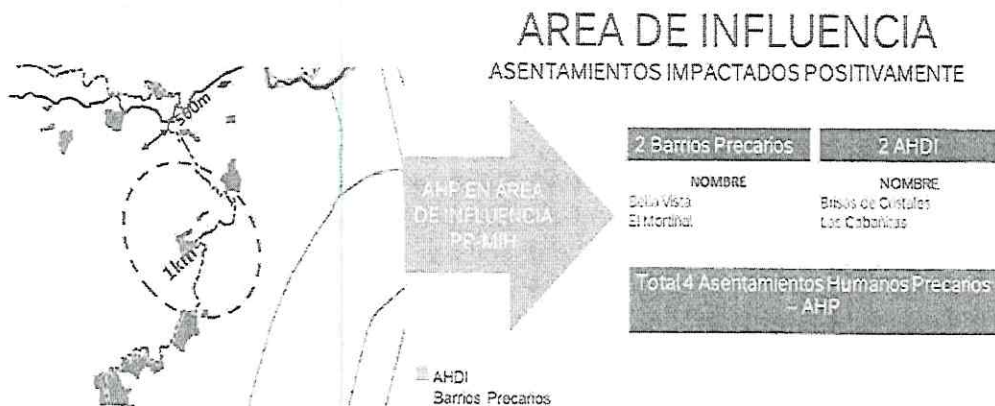 AREA DE INFLUENCIA
ASENTAMIENTOS IMPACTADOS POSITIVAMENTE
500m
1km
AHP EN AREA
DE INFLUENCIA
PP-MIH
2 Barrios Precarios
2 AHDI
NOMBRE
NOMBRE
Bella Vista
Brisas de
El Mortiñal
Las Cabañitas
Total 4 Asentamientos Humanos Precarios
– AHP
AHDI
Barrios Precarios